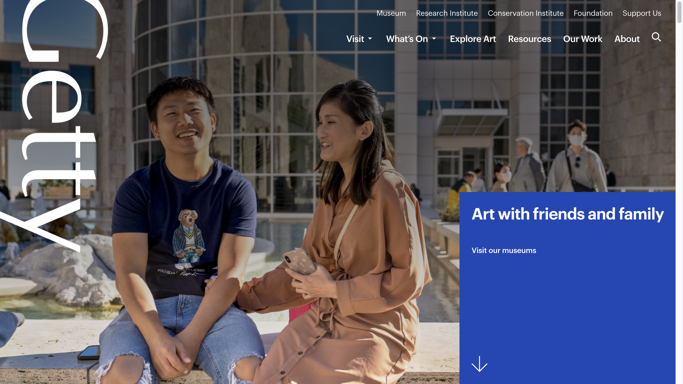 Museum Research Institute Conservation Institute Foundation Support Us
Getty
Visit What's On Explore Art Resources Our Work About
Art with friends and family
Visit our museums